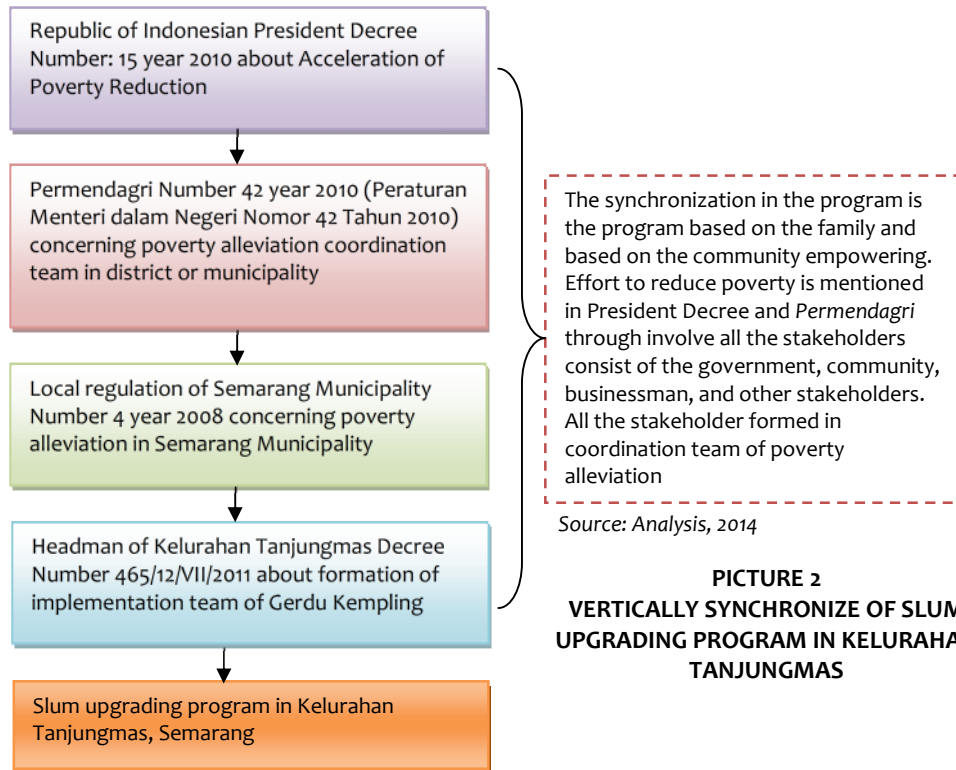 Republic of Indonesian President Decree
Number: 15 year 2010 about Acceleration of
Poverty Reduction
Permendagri Number 42 year 2010 (Peraturan
Menteri dalam Negeri Nomor 42 Tahun 2010)
concerning poverty alleviation coordination
team in district or municipality
Local regulation of Semarang Municipality
Number 4 year 2008 concerning poverty
alleviation in Semarang Municipality
Headman of Kelurahan Tanjungmas Decree
Number 465/12/VII/2011 about formation of
implementation team of Gerdu Kempling
Slum upgrading program in Kelurahan
Tanjungmas, Semarang
The synchronization in the program is
the program based on the family and
based on the community empowering.
Effort to reduce poverty is mentioned
in President Decree and Permendagri
through involve all the stakeholders
consist of the government, community,
businessman, and other stakeholders.
All the stakeholder formed in
coordination team of poverty
alleviation
Source: Analysis, 2014
PICTURE 2
VERTICALLY SYNCHRONIZE OF SLUM
UPGRADING PROGRAM IN KELURAHA
TANJUNGMAS